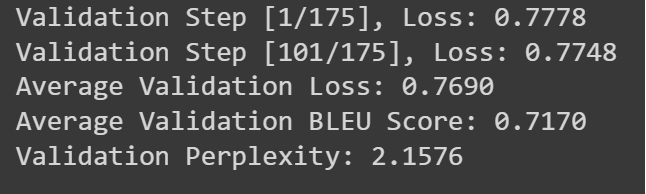 Validation Step [1/175], Loss: 0.7778
Validation Step [101/175], Loss: 0.7748
Average Validation Loss: 0.7690
Average Validation BLEU Score: 0.7170
Validation Perplexity: 2.1576